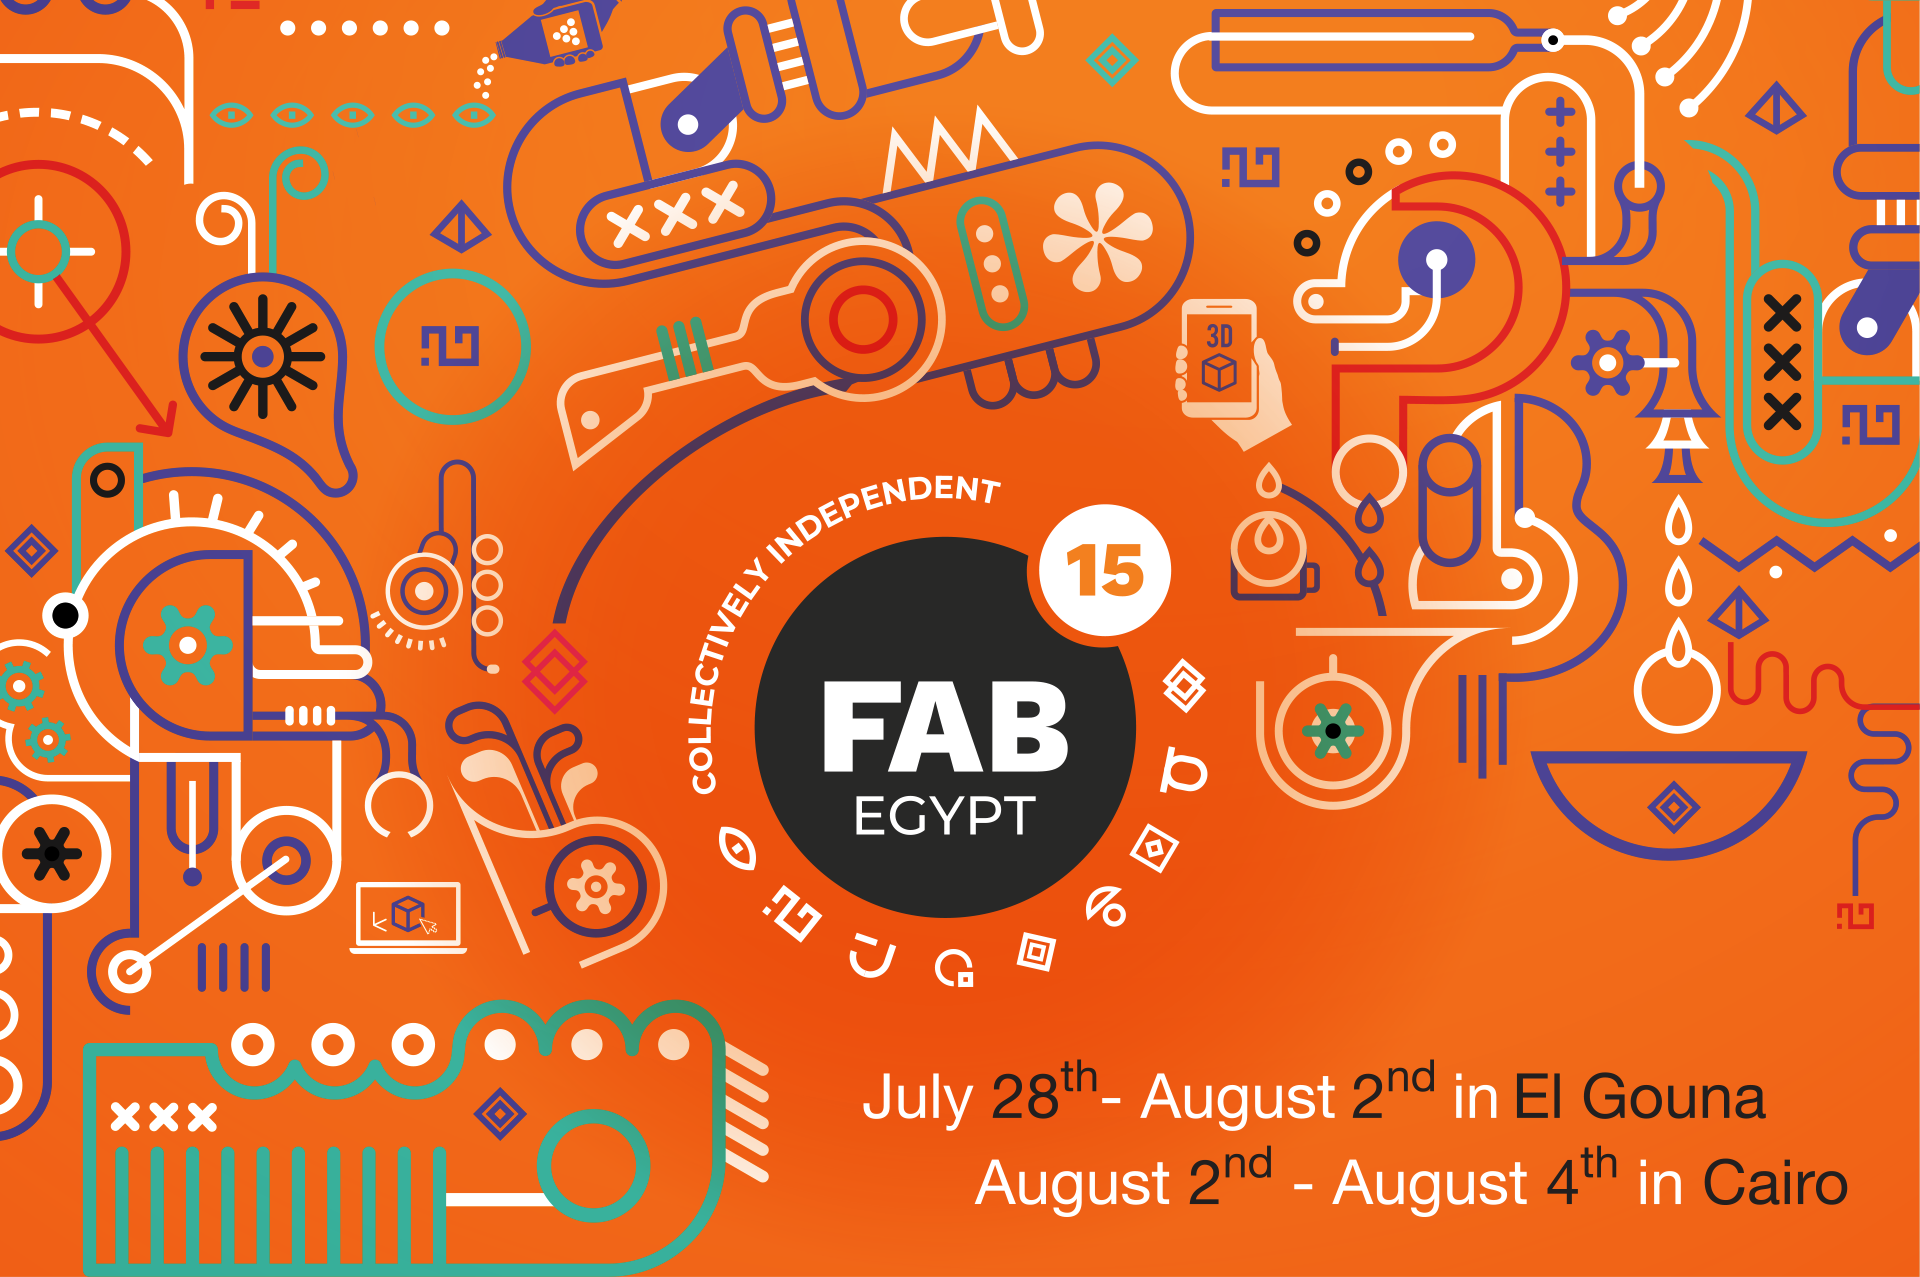 3D
COLLECTIVELY INDEPENDENT
15
FAB
EGYPT
July 28th- August 2nd in El Gouna
August 2nd - August 4th in Cairo